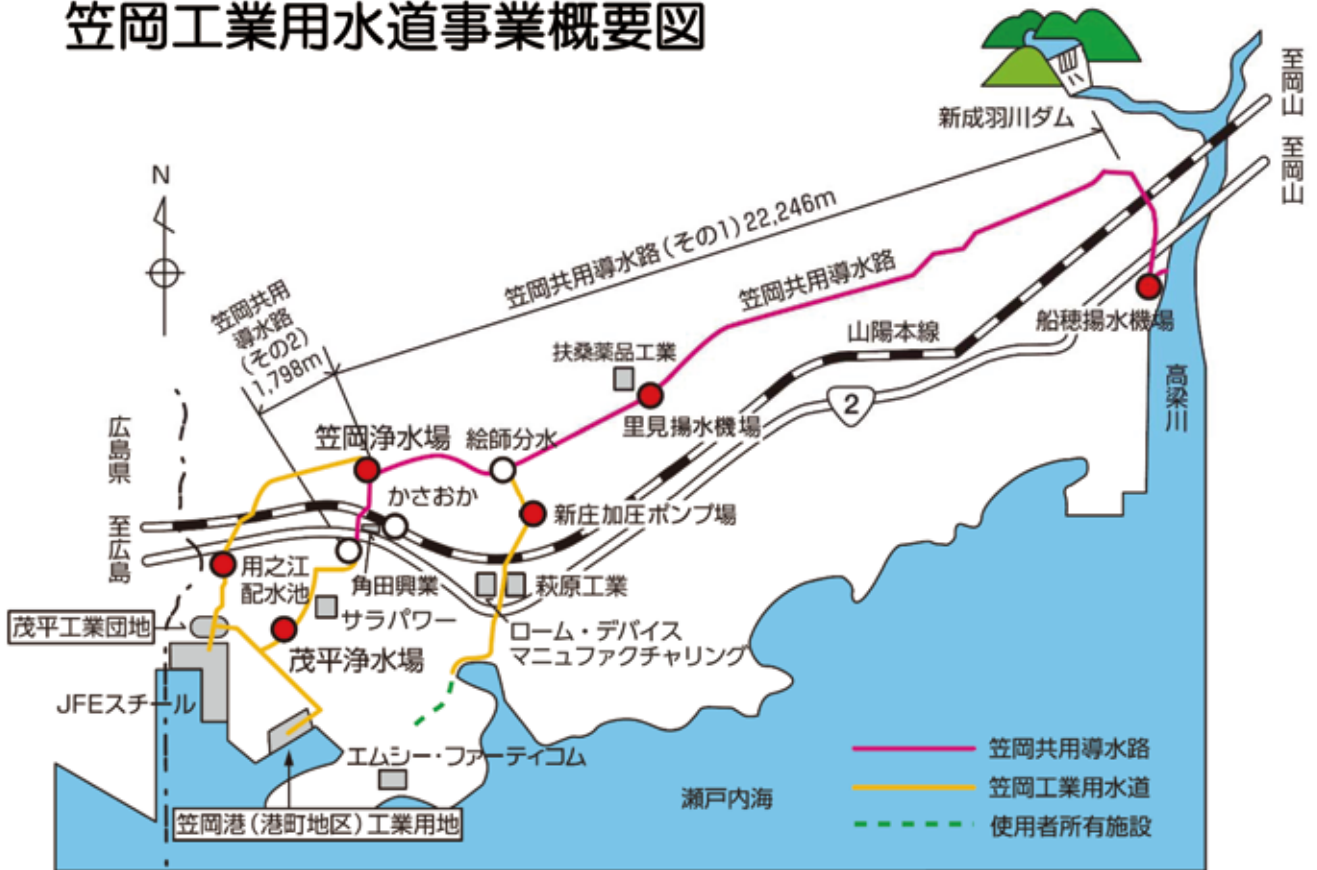 笠岡工業用水道事業概要図
至岡山
至岡山
新成羽川ダム
N
笠岡共用導水路(その1)22,246m
笠岡共用導水路
笠岡共用
導水路
(その2)
1,798m
船穂揚水機場
山陽本線
扶桑薬品工業
高梁川
2
里見揚水機場
広島県
笠岡浄水場
絵師分水
かさおか
新庄加圧ポンプ場
至広島
用之江
配水池
角田興業
萩原工業
サラパワー
茂平工業団地
ローム・デバイス
マニュファクチャリング
茂平浄水場
JFEスチール
エムシー・ファーティコム
笠岡共用導水路
笠岡工業用水道
使用者所有施設
瀬戸内海
笠岡港(港町地区)工業用地